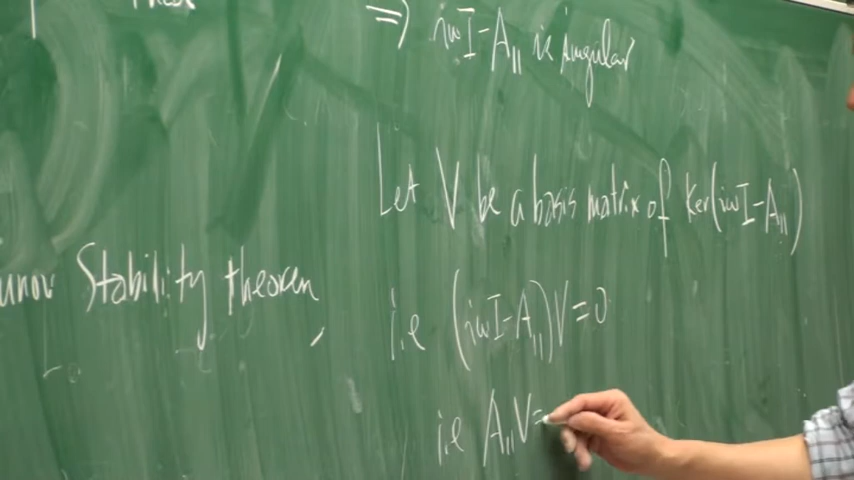 ⇒ iωI-A₁₁ is singular
Let V be a basis matrix of Ker(iωI-A₁₁)
Stability theorem,
i.e (iωI-A₁₁)V=0
i.e A₁₁V=